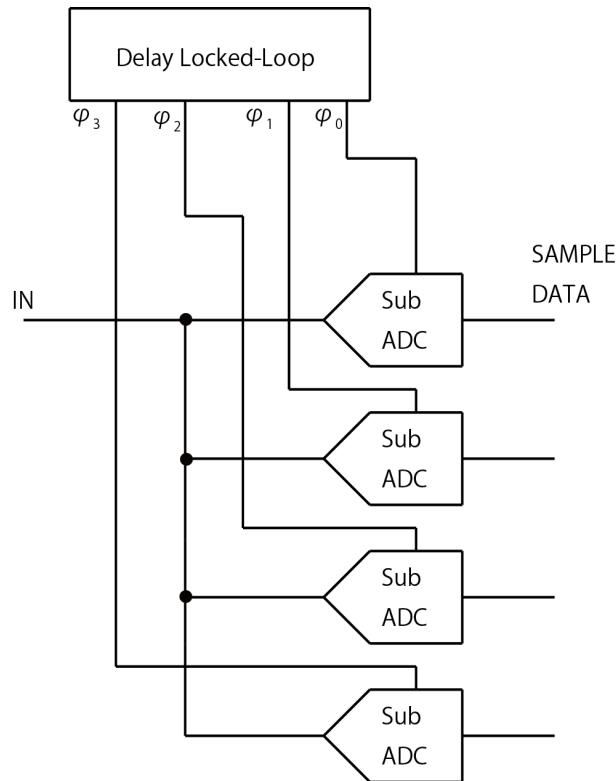 Delay Locked-Loop
φ3 φ2 φ1 φ0
SAMPLE
DATA
IN
Sub
ADC
Sub
ADC
Sub
ADC
Sub
ADC